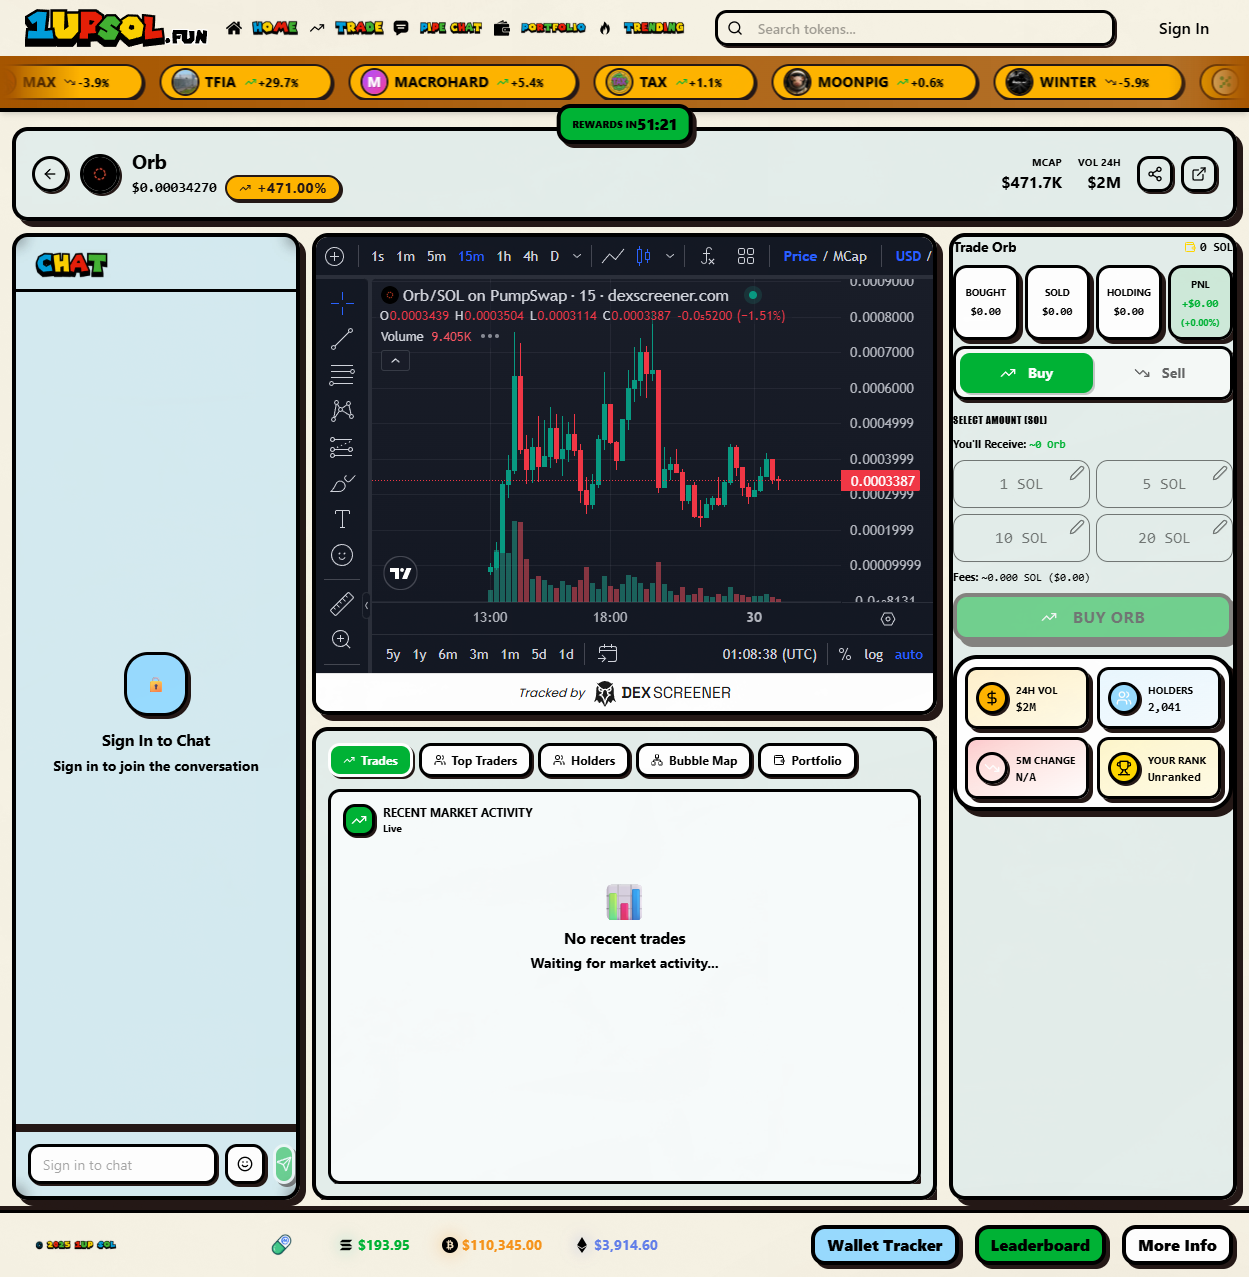 1UPSOL.FUN HOME TRADE PIPE CHAT PORTFOLIO TRENDING Search tokens... Sign In
MAX -3.9% TFIA +29.7% M MACROHARD +5.4% TAX +1.1% MOONPIG +0.6% WINTER -5.9%
REWARDS IN 51:21
Orb
$0.00034270 +471.00%
MCAP VOL 24H
$471.7K $2M
CHAT
Sign In to Chat
Sign in to join the conversation
Sign in to chat
1s 1m 5m 15m 1h 4h D Price / MCap USD /
Orb/SOL on PumpSwap · 15 · dexscreener.com
O0.0003439 H0.0003504 L0.0003114 C0.0003387 -0.0₅5200 (−1.51%)
Volume 9.405K
0.0009000
0.0008000
0.0007000
0.0006000
0.0004999
0.0003999
0.0003387
0.0002999
0.0001999
0.00009999
13:00 18:00 30
5y 1y 6m 3m 1m 5d 1d 01:08:38 (UTC) % log auto
Tracked by DEX SCREENER
Trades Top Traders Holders Bubble Map Portfolio
RECENT MARKET ACTIVITY
Live
No recent trades
Waiting for market activity...
Trade Orb 0 SOL
BOUGHT SOLD HOLDING PNL
$0.00 $0.00 $0.00 +$0.00
(+0.00%)
Buy Sell
SELECT AMOUNT (SOL)
You'll Receive: ~0 Orb
1 SOL 5 SOL
10 SOL 20 SOL
Fees: ~0.000 SOL ($0.00)
BUY ORB
24H VOL HOLDERS
$2M 2,041
5M CHANGE YOUR RANK
N/A Unranked
© 2025 1UP SOL $193.95 $110,345.00 $3,914.60 Wallet Tracker Leaderboard More Info